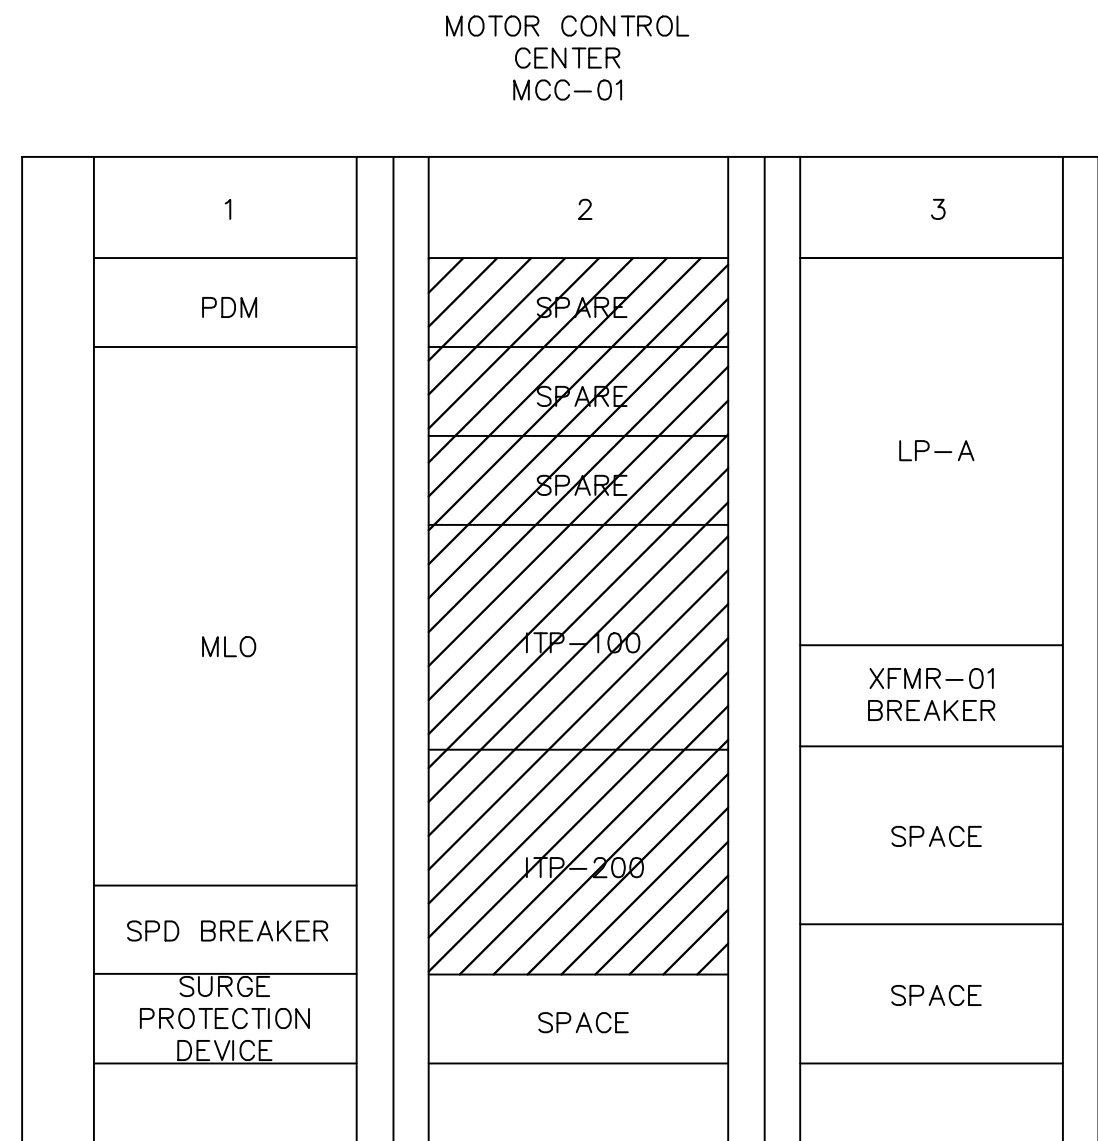 MOTOR CONTROL
CENTER
MCC-01
1
PDM
MLO
SPD BREAKER
SURGE
PROTECTION
DEVICE
2
SPARE
SPARE
SPARE
ITP-100
ITP-200
SPACE
3
LP-A
XFMR-01
BREAKER
SPACE
SPACE